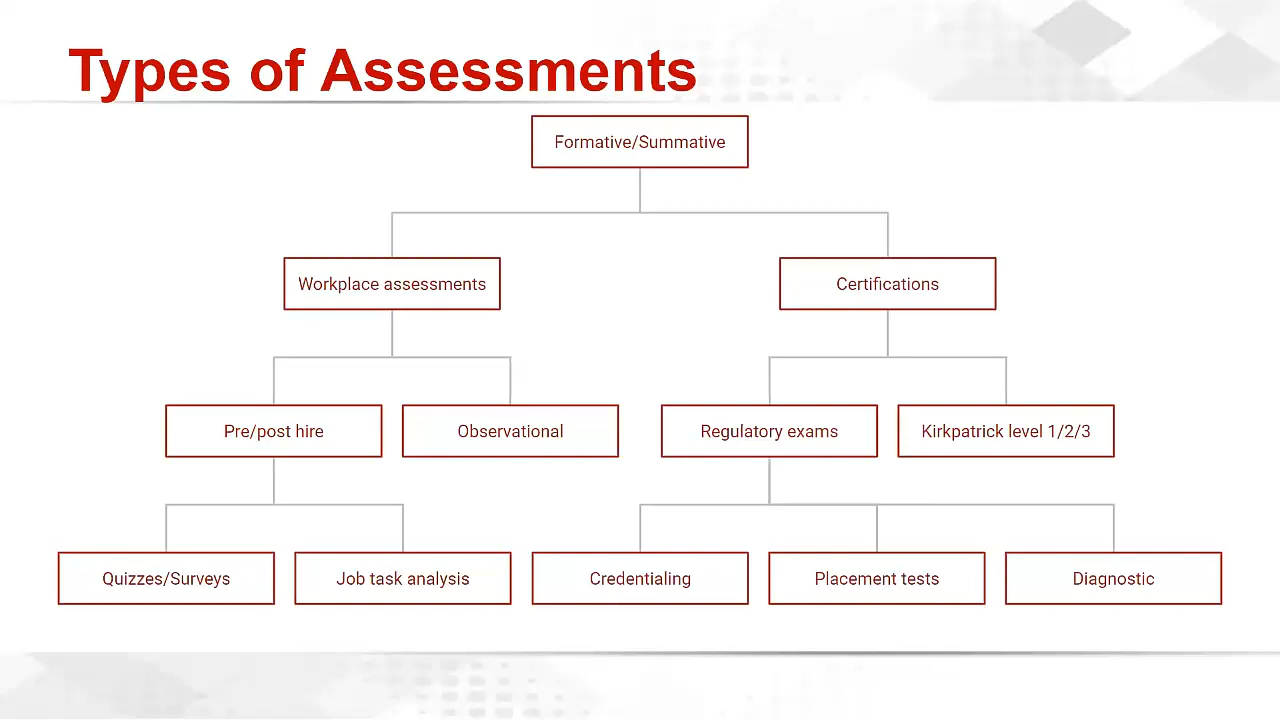 Types of Assessments
Formative/Summative
Workplace assessments
Certifications
Pre/post hire
Observational
Regulatory exams
Kirkpatrick level 1/2/3
Quizzes/Surveys
Job task analysis
Credentialing
Placement tests
Diagnostic